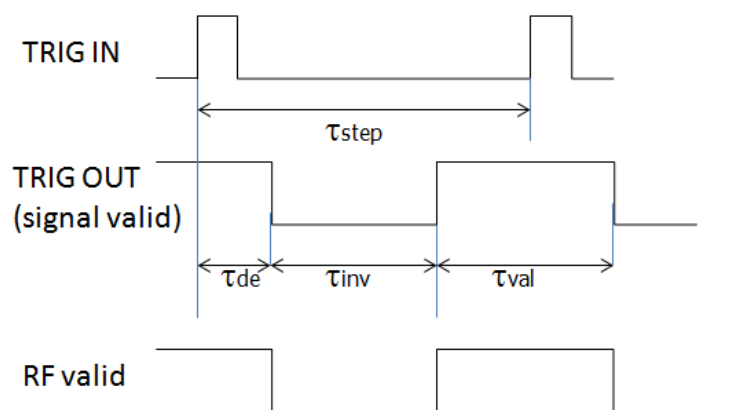 TRIG IN
τstep
TRIG OUT
(signal valid)
τde τinv τval
RF valid